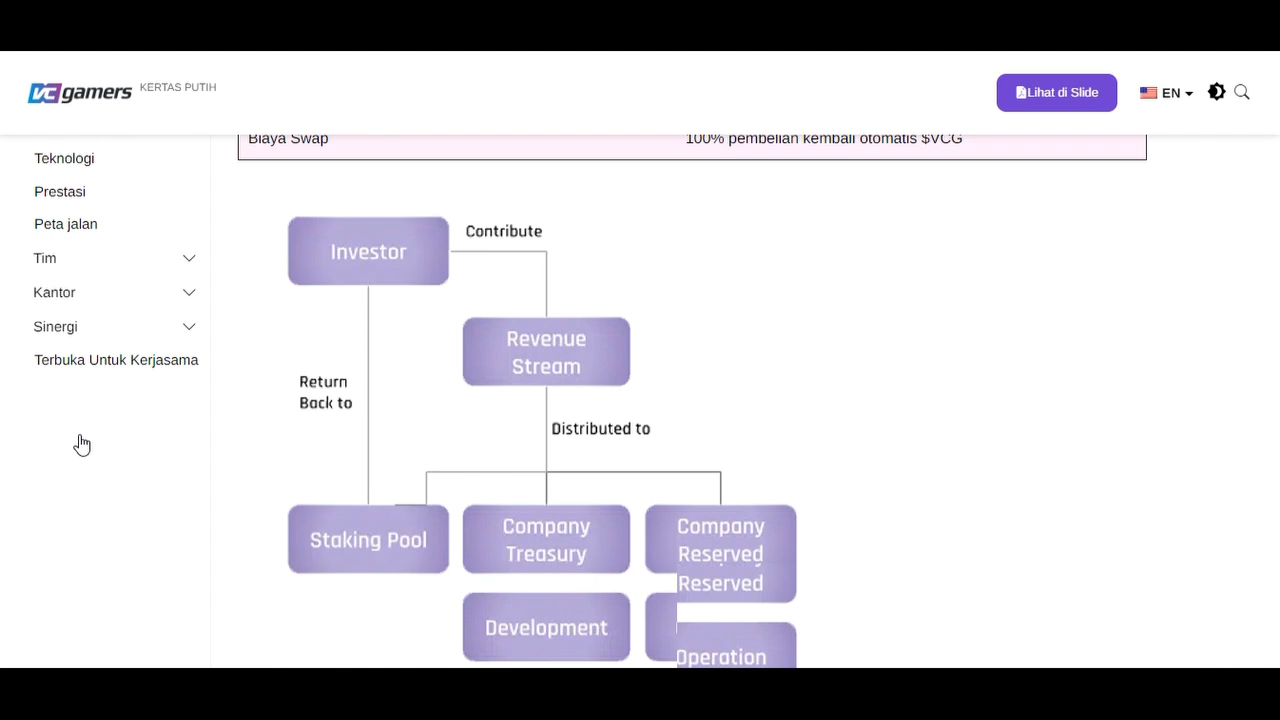 vc gamers KERTAS PUTIH
Lihat di Slide
EN
Biaya Swap 100% pembelian kembali otomatis $VCG
Teknologi
Prestasi
Peta jalan
Tim
Kantor
Sinergi
Terbuka Untuk Kerjasama
Investor
Contribute
Revenue
Stream
Return
Back to
Distributed to
Staking Pool
Company
Treasury
Company
Reserved
Reserved
Development
Operation